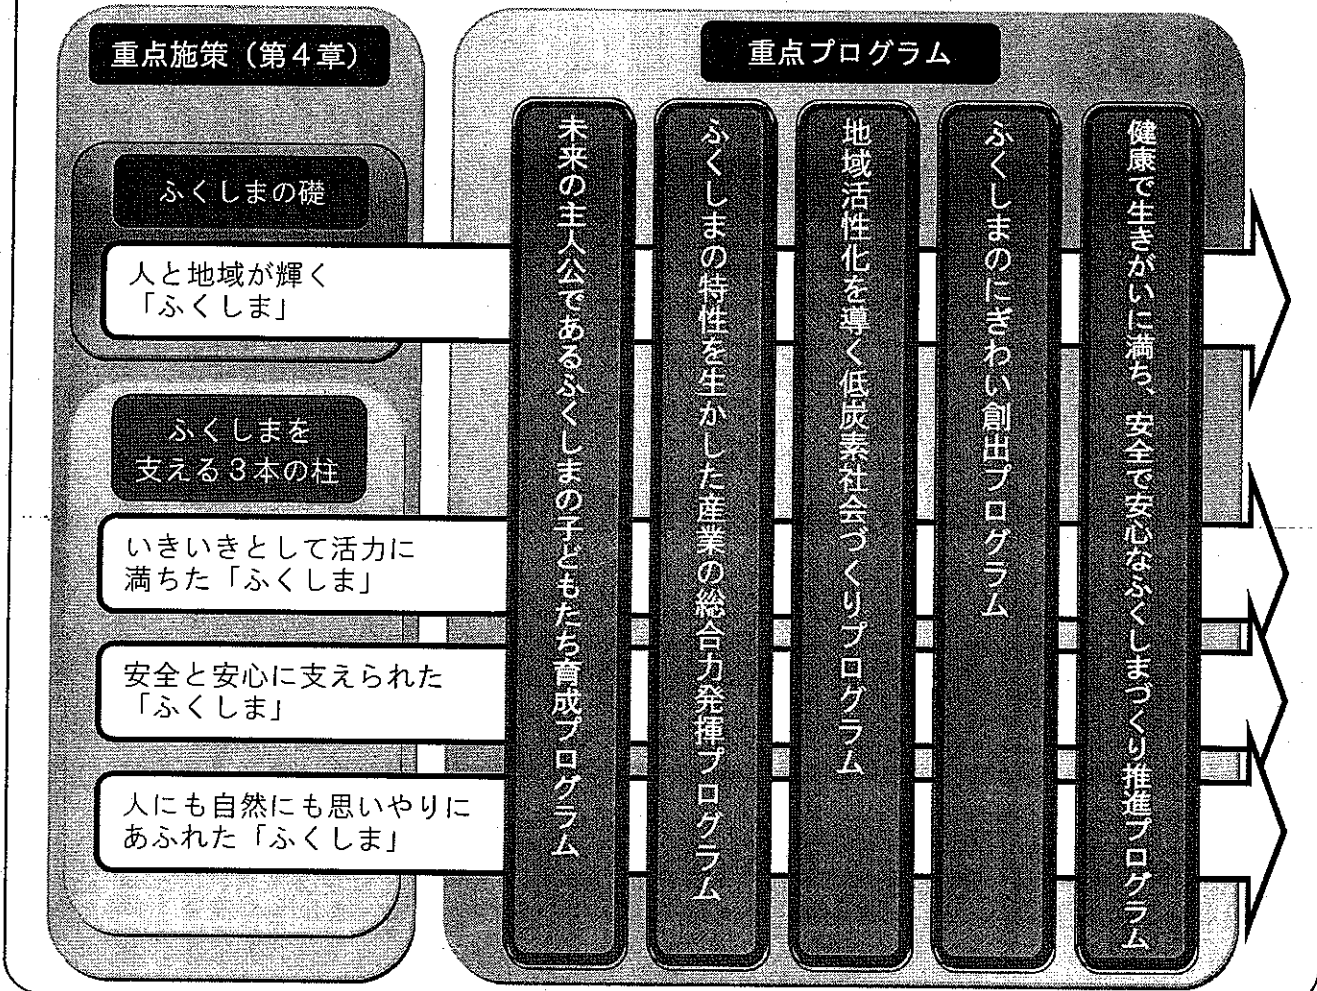 重点施策（第４章）
ふくしまの礎
人と地域が輝く
「ふくしま」
ふくしまを
支える３本の柱
いきいきとして活力に
満ちた「ふくしま」
安全と安心に支えられた
「ふくしま」
人にも自然にも思いやりに
あふれた「ふくしま」
重点プログラム
未来の主人公であるふくしまの子どもたち育成プログラム
ふくしまの特性を生かした産業の総合力発揮プログラム
地域活性化を導く低炭素社会づくりプログラム
ふくしまのにぎわい創出プログラム
健康で生きがいに満ち、安全で安心なふくしまづくり推進プログラム